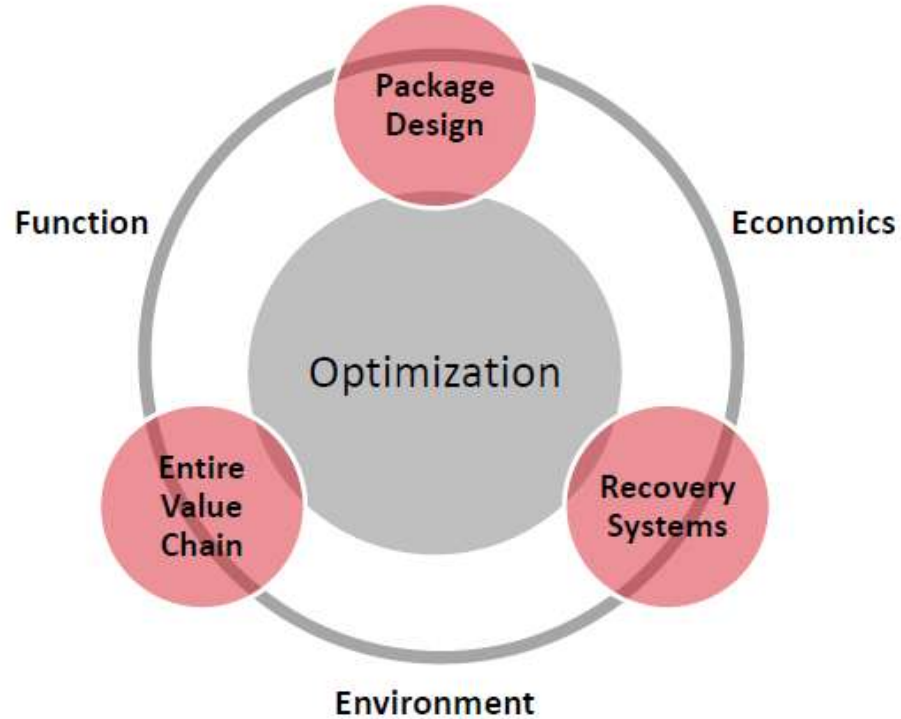 Package
Design
Function
Economics
Optimization
Entire
Value
Chain
Recovery
Systems
Environment